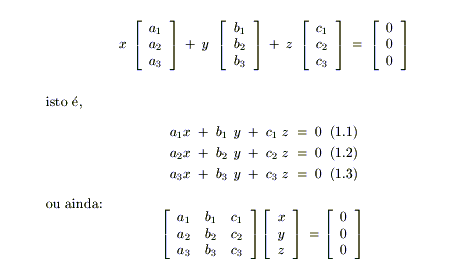 x [ a₁ a₂ a₃ ] + y [ b₁ b₂ b₃ ] + z [ c₁ c₂ c₃ ] = [ 0 0 0 ]
isto é,
a₁x + b₁ y + c₁ z = 0 (1.1)
a₂x + b₂ y + c₂ z = 0 (1.2)
a₃x + b₃ y + c₃ z = 0 (1.3)
ou ainda:
[ a₁ b₁ c₁ ] [ x ] = [ 0 ]
[ a₂ b₂ c₂ ] [ y ] [ 0 ]
[ a₃ b₃ c₃ ] [ z ] [ 0 ]